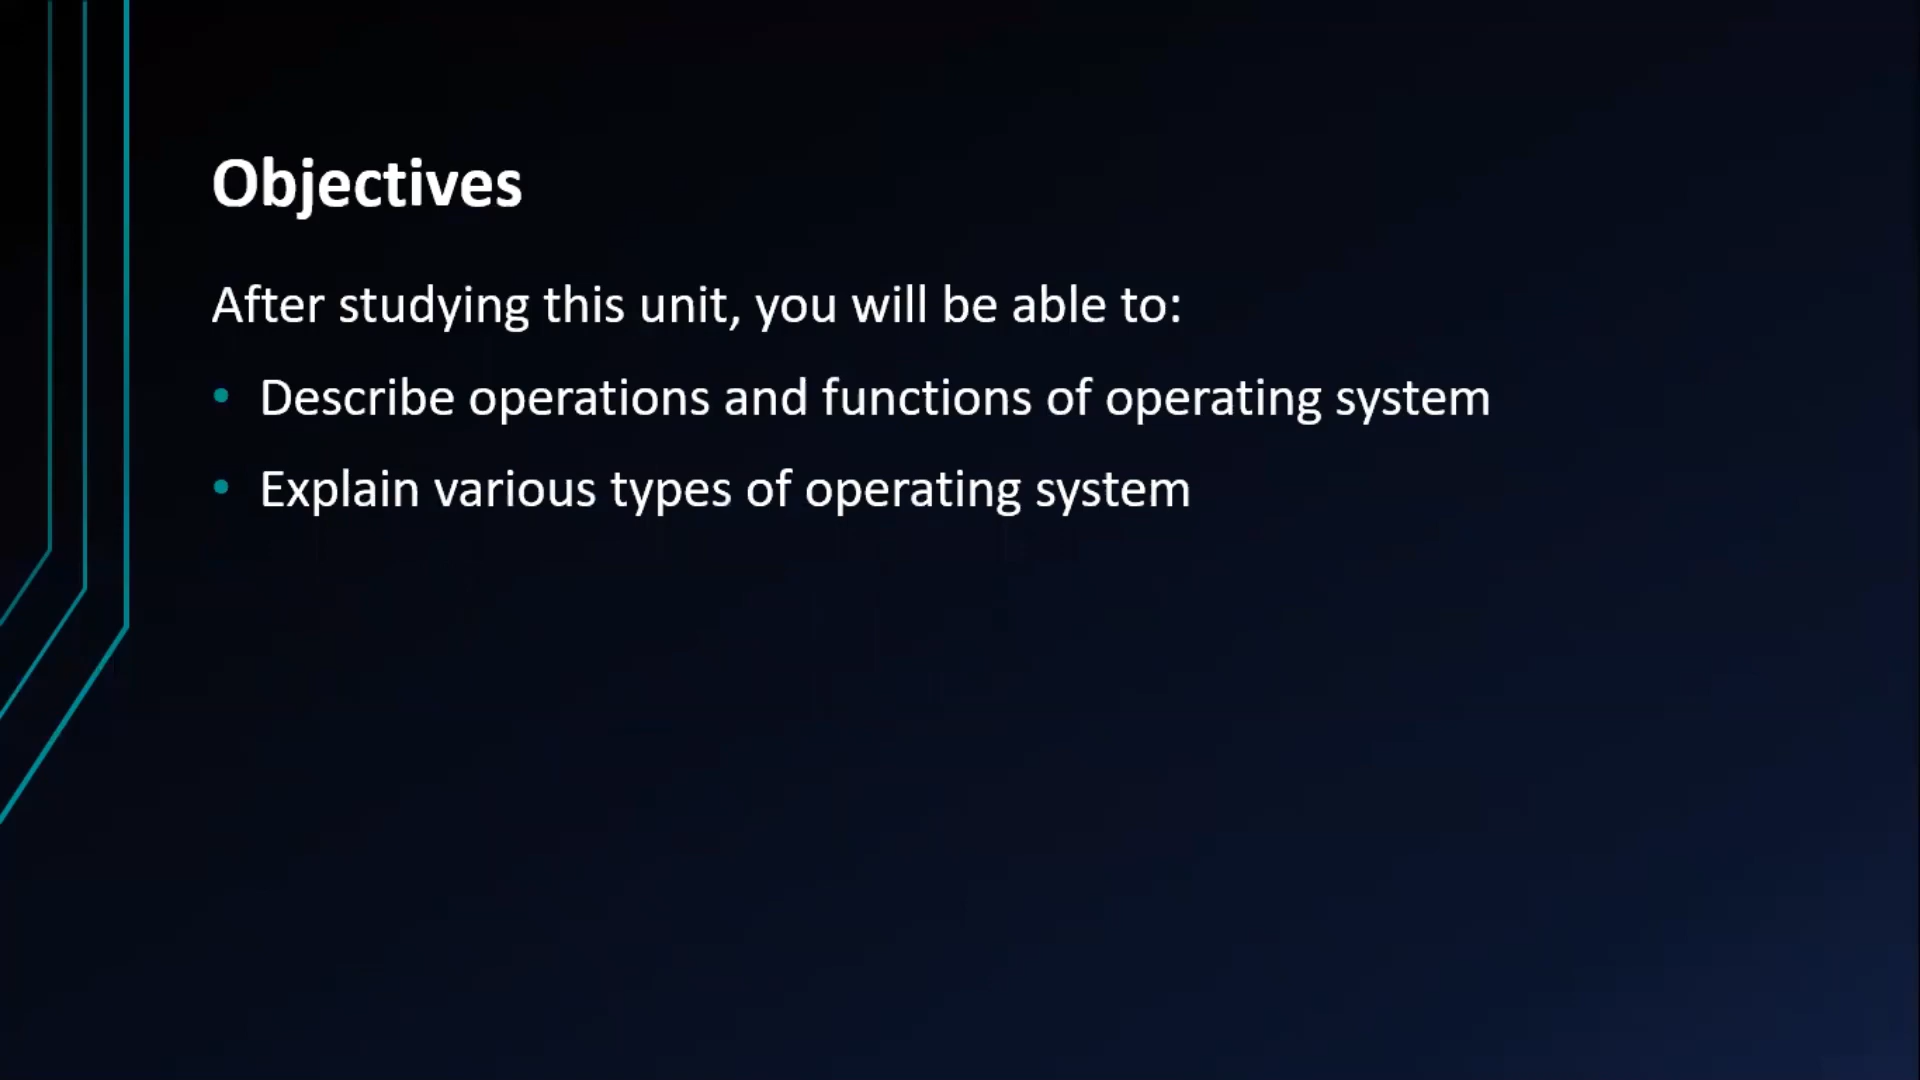 Objectives
After studying this unit, you will be able to:
• Describe operations and functions of operating system
• Explain various types of operating system